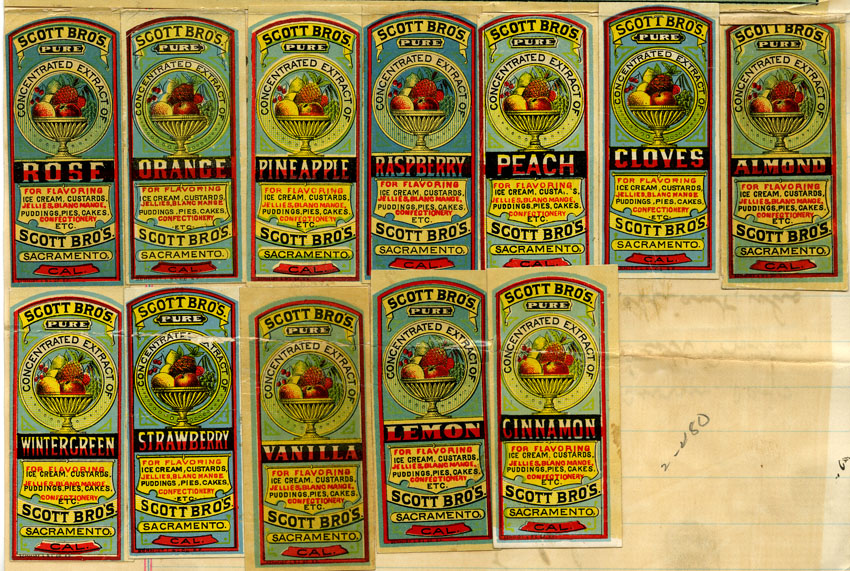 SCOTT BRO'S.
PURE
CONCENTRATED EXTRACT OF
ROSE
FOR FLAVORING
ICE CREAM, CUSTARDS,
JELLIES, BLANC MANGE,
PUDDINGS, PIES, CAKES,
CONFECTIONERY
ETC.
SCOTT BRO'S.
SACRAMENTO,
CAL.
SCOTT BRO'S.
PURE
CONCENTRATED EXTRACT OF
ORANGE
FOR FLAVORING
ICE CREAM, CUSTARDS,
JELLIES, BLANC MANGE
PUDDINGS, PIES, CAKES,
CONFECTIONERY
ETC.
SCOTT BRO'S.
SACRAMENTO,
CAL.
SCOTT BRO'S.
PURE
CONCENTRATED EXTRACT OF
PINEAPPLE
FOR FLAVORING
ICE CREAM, CUSTARDS,
JELLIES, BLANC MANGE,
PUDDINGS, PIES, CAKES,
CONFECTIONERY
ETC.
SCOTT BRO'S.
SACRAMENTO,
CAL.
SCOTT BRO'S.
PURE
CONCENTRATED EXTRACT OF
RASPBERRY
FOR FLAVORING
ICE CREAM, CUSTARDS,
JELLIES, BLANC MANGE,
PUDDINGS, PIES, CAKES,
CONFECTIONERY
ETC.
SCOTT BRO'S.
SACRAMENTO,
CAL.
SCOTT BRO'S.
PURE
CONCENTRATED EXTRACT OF
PEACH
FOR FLAVORING
ICE CREAM,
JELLIES, BLANC MANGE,
PUDDINGS, PIES, CAKES,
CONFECTIONERY
ETC.
SCOTT BRO'S.
SACRAMENTO,
CAL.
SCOTT BRO'S.
PURE
CONCENTRATED EXTRACT OF
CLOVES
FOR FLAVORING
ICE CREAM, CUSTARDS,
JELLIES, BLANC MANGE
PUDDINGS, PIES, CAKES,
CONFECTIONERY
ETC.
SCOTT BRO'S.
SACRAMENTO,
CAL.
SCOTT BRO'S.
PURE
CONCENTRATED EXTRACT OF
ALMOND
FOR FLAVORING
ICE CREAM, CUSTARDS,
JELLIES, BLANC MANGE,
PUDDINGS, PIES, CAKES,
CONFECTIONERY
ETC.
SCOTT BRO'S.
SACRAMENTO,
CAL.
SCOTT BRO'S.
PURE
CONCENTRATED EXTRACT OF
WINTERGREEN
FOR FLAVORING
ICE CREAM, CUSTARDS,
JELLIES, BLANC MANGE,
PUDDINGS, PIES, CAKES,
CONFECTIONERY
ETC.
SCOTT BRO'S.
SACRAMENTO,
CAL.
SCOTT BRO'S.
PURE
CONCENTRATED EXTRACT OF
STRAWBERRY
FOR FLAVORING
ICE CREAM, CUSTARDS,
JELLIES, BLANC MANGE
PUDDINGS, PIES, CAKES,
CONFECTIONERY
ETC.
SCOTT BRO'S.
SACRAMENTO,
CAL.
SCOTT BRO'S.
PURE
CONCENTRATED EXTRACT OF
VANILLA
FOR FLAVORING
ICE CREAM, CUSTARDS,
JELLIES, BLANC MANGE,
PUDDINGS, PIES, CAKES,
CONFECTIONERY
ETC.
SCOTT BRO'S.
SACRAMENTO,
CAL.
SCOTT BRO'S.
PURE
CONCENTRATED EXTRACT OF
LEMON
FOR FLAVORING
ICE CREAM, CUSTARDS,
JELLIES, BLANC MANGE,
PUDDINGS, PIES, CAKES,
CONFECTIONERY
ETC.
SCOTT BRO'S.
SACRAMENTO,
CAL.
SCOTT BRO'S.
PURE
CONCENTRATED EXTRACT OF
CINNAMON
FOR FLAVORING
ICE CREAM, CUSTARDS,
JELLIES, BLANC MANGE,
PUDDINGS, PIES, CAKES,
CONFECTIONERY
ETC.
SCOTT BRO'S.
SACRAMENTO,
CAL.